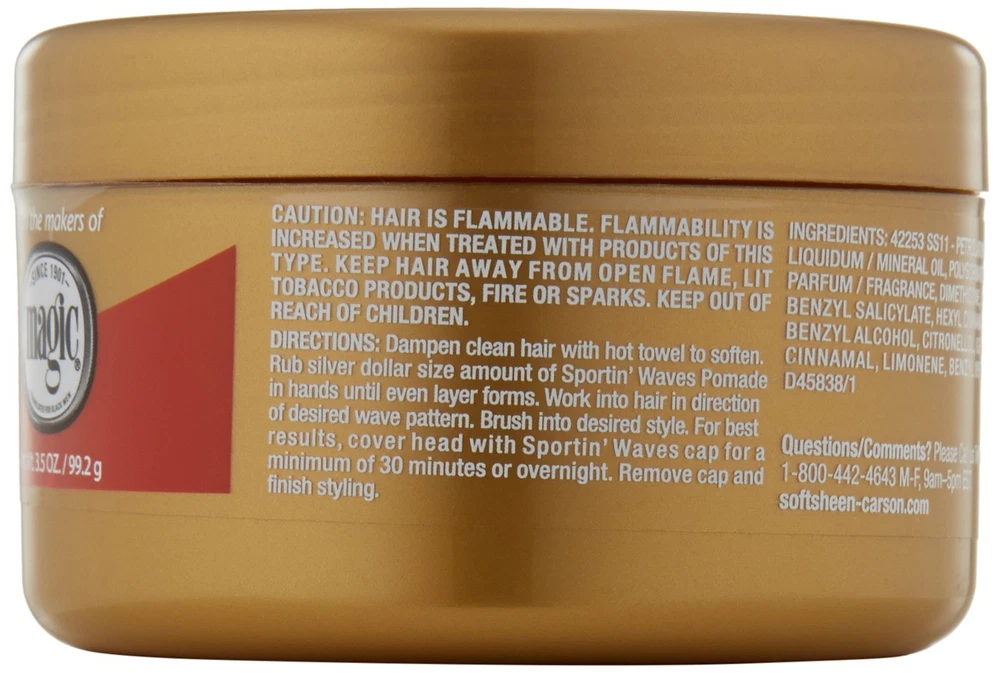 the makers of
SINCE 1901
magic
3.5 OZ. / 99.2 g
CAUTION: HAIR IS FLAMMABLE. FLAMMABILITY IS
INCREASED WHEN TREATED WITH PRODUCTS OF THIS
TYPE. KEEP HAIR AWAY FROM OPEN FLAME, LIT
TOBACCO PRODUCTS, FIRE OR SPARKS. KEEP OUT OF
REACH OF CHILDREN.
DIRECTIONS: Dampen clean hair with hot towel to soften.
Rub silver dollar size amount of Sportin' Waves Pomade
in hands until even layer forms. Work into hair in direction
of desired wave pattern. Brush into desired style. For best
results, cover head with Sportin' Waves cap for a
minimum of 30 minutes or overnight. Remove cap and
finish styling.
INGREDIENTS: 42253 SS11 -
LIQUIDUM / MINERAL OIL,
PARFUM / FRAGRANCE,
BENZYL SALICYLATE, HEXYL
BENZYL ALCOHOL,
CINNAMAL, LIMONENE,
D45838/1
Questions/Comments? Please
1-800-442-4643 M-F, 9am-5pm
softsheen-carson.com